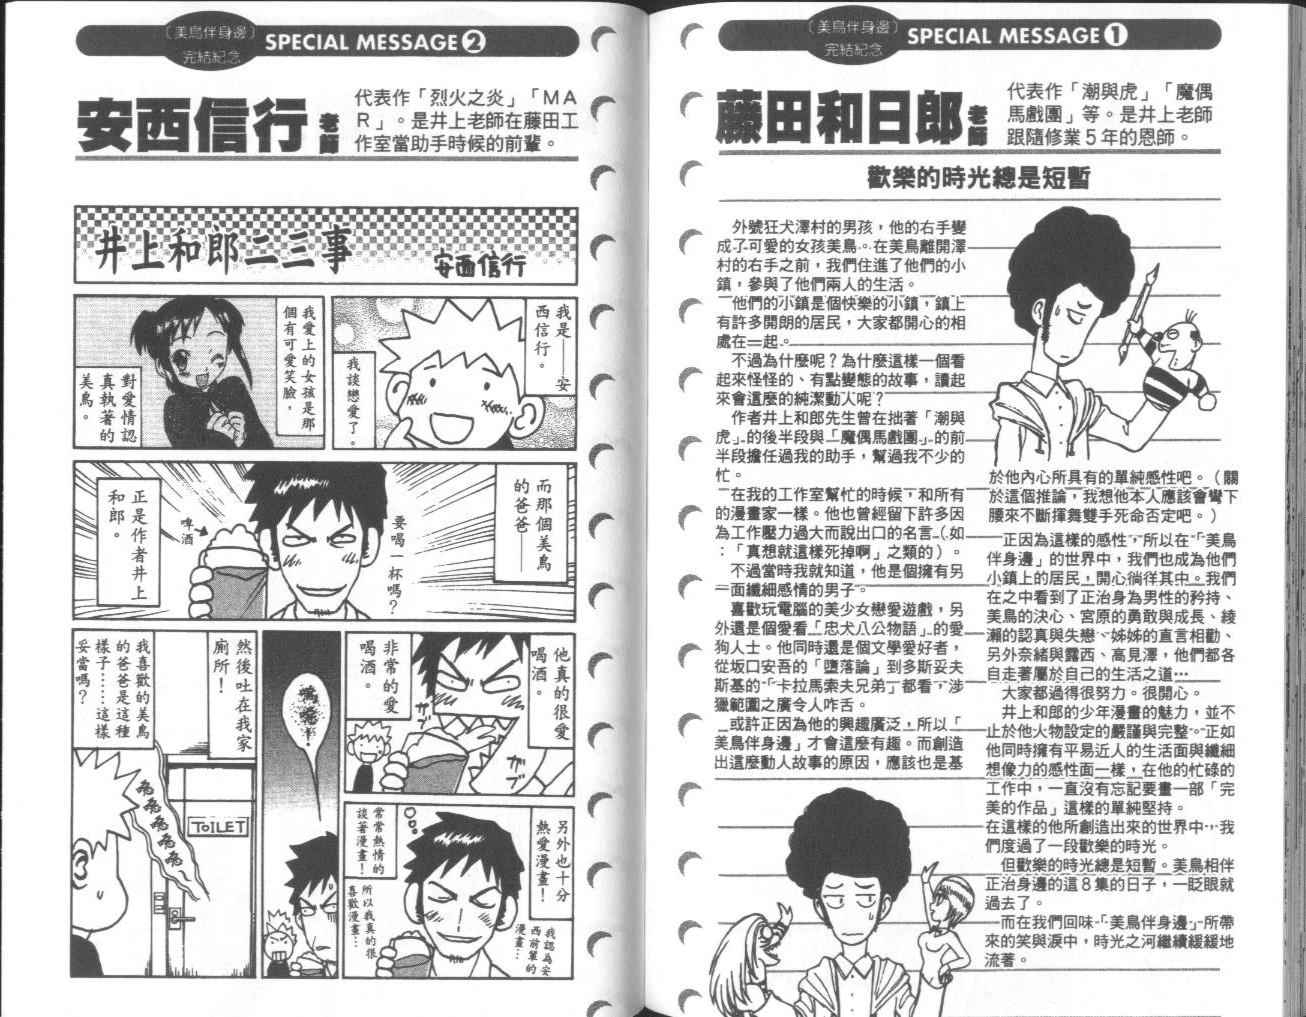 （美鳥伴身邊）
完結紀念
SPECIAL MESSAGE①
藤田和日郎老師
代表作「潮與虎」「魔偶
馬戲團」等。是井上老師
跟隨修業5年的恩師。
歡樂的時光總是短暫
外號狂犬澤村的男孩，他的右手變
成了可愛的女孩美鳥。在美鳥離開澤
村的右手之前，我們住進了他們的小
鎮，參與了他們兩人的生活。
他們的小鎮是個快樂的小鎮，鎮上
有許多開朗的居民，大家都開心的相
處在一起。
不過為什麼呢？為什麼這樣一個看
起來怪怪的、有點變態的故事，讀起
來會這麼的純潔動人呢？
作者井上和郎先生曾在拙著「潮與
虎」的後半段與「魔偶馬戲團」的前
半段擔任過我的助手，幫過我不少的
忙。
在我的工作室幫忙的時候，和所有
的漫畫家一樣。他也曾經留下許多因
為工作壓力過大而說出口的名言（如
：「真想就這樣死掉啊」之類的）。
不過當時我就知道，他是個擁有另
一面纖細感情的男子。
喜歡玩電腦的美少女戀愛遊戲，另
外還是個愛看「忠犬八公物語」的愛
狗人士。他同時還是個文學愛好者，
從坂口安吾的「墮落論」到多斯妥夫
斯基的「卡拉馬索夫兄弟」都看，涉
獵範圍之廣令人咋舌。
或許正因為他的興趣廣泛，所以「
美鳥伴身邊」才會這麼有趣。而創造
出這麼動人故事的原因，應該也是基
於他內心所具有的單純感性吧。（關
於這個推論，我想他本人應該會彎下
腰來不斷揮舞雙手死命否定吧。）
正因為這樣的感性，所以在「美鳥
伴身邊」的世界中，我們也成為他們
小鎮上的居民，開心徜徉其中。我們
在之中看到了正治身為男性的矜持、
美鳥的決心、宮原的勇敢與成長、綾
瀨的認真與失戀、姊姊的直言相勸、
另外奈緒與露西、高見澤，他們都各
自走著屬於自己的生活之道…
大家都過得很努力。很開心。
井上和郎的少年漫畫的魅力，並不
止於他火物設定的嚴謹與完整。正如
他同時擁有平易近人的生活面與纖細
想像力的感性面一樣，在他的忙碌的
工作中，一直沒有忘記要畫一部「完
美的作品」這樣的單純堅持。
在這樣的他所創造出來的世界中…我
們度過了一段歡樂的時光。
但歡樂的時光總是短暫。美鳥相伴
正治身邊的這8集的日子，一眨眼就
過去了。
而在我們回味「美鳥伴身邊」所帶
來的笑與淚中，時光之河繼續緩緩地
流著。
（美鳥伴身邊）
完結紀念
SPECIAL MESSAGE②
安西信行老師
代表作「烈火之炎」「MA
R」。是井上老師在藤田工
作室當助手時候的前輩。
井上和郎二三事
安西信行
我是——安
西信行。
我談戀愛了。
我愛上的女孩是那
個有可愛笑臉，
對愛情認
真執著的
美鳥。
而那個美鳥
的爸爸——
要喝一杯嗎？
啤酒
正是作者井上
和郎。
他真的很愛
喝酒。
非常的愛
喝酒。
ガブ
ガブ
另外也十分
熱愛漫畫！
我認為安
西前輩的
漫畫…
常常熱情的
談著漫畫！
所以我真的很
喜歡漫畫…
嗚嗯！
然後吐在我家
廁所！
我喜歡的美鳥
的爸爸是這種
樣子……這樣
妥當嗎？
TOILET